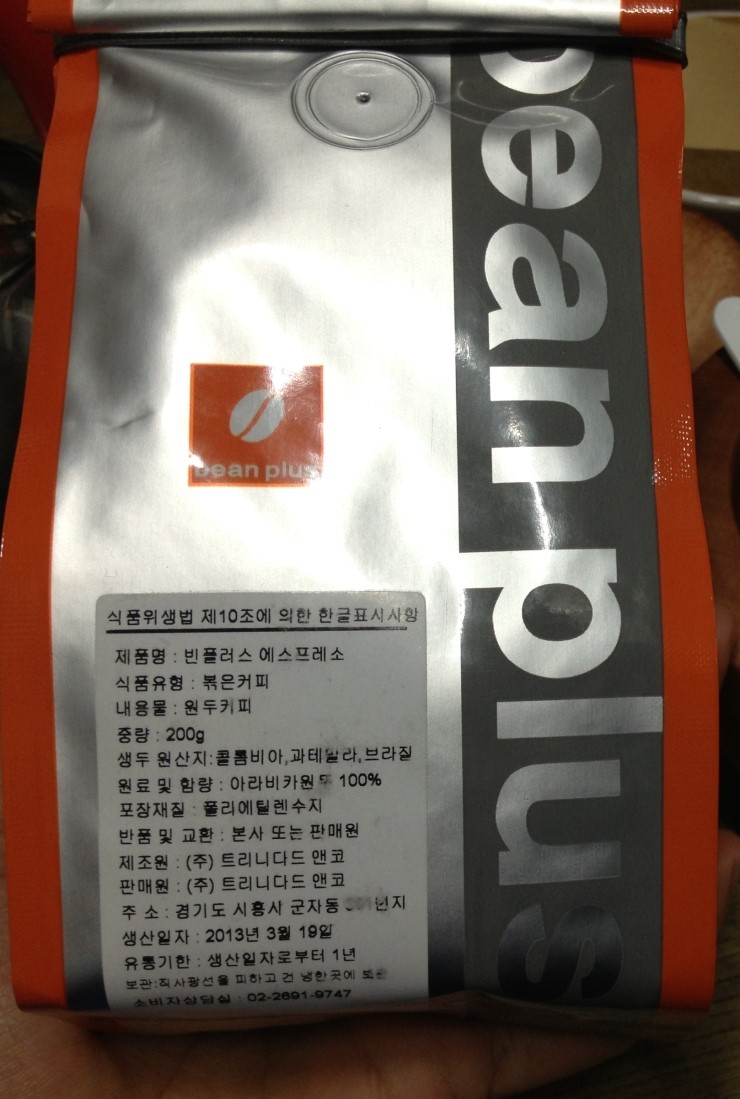 bean plus
bean plus
식품위생법 제10조에 의한 한글표시사항
제품명 : 빈플러스 에스프레소
식품유형 : 볶은커피
내용물 : 원두커피
중량 : 200g
생두 원산지:콜롬비아,과테말라,브라질
원료 및 함량 : 아라비카원두 100%
포장재질 : 폴리에틸렌수지
반품 및 교환 : 본사 또는 판매원
제조원 : (주) 트리니다드 앤코
판매원 : (주) 트리니다드 앤코
주 소 : 경기도 시흥시 군자동 번지
생산일자 : 2013년 3월 19일
유통기한 : 생산일자로부터 1년
보관:직사광선을 피하고 건 냉한곳에
소비자상담실 : 02-2691-9747